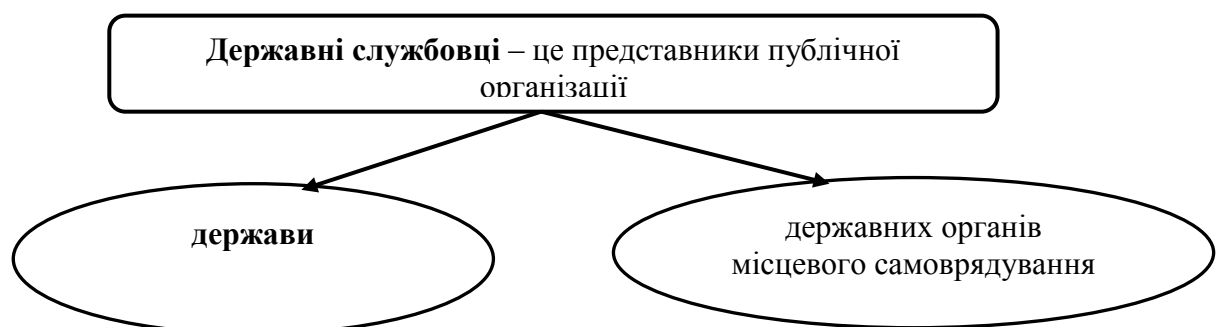 Державні службовці – це представники публічної
організації
держави
державних органів
місцевого самоврядування